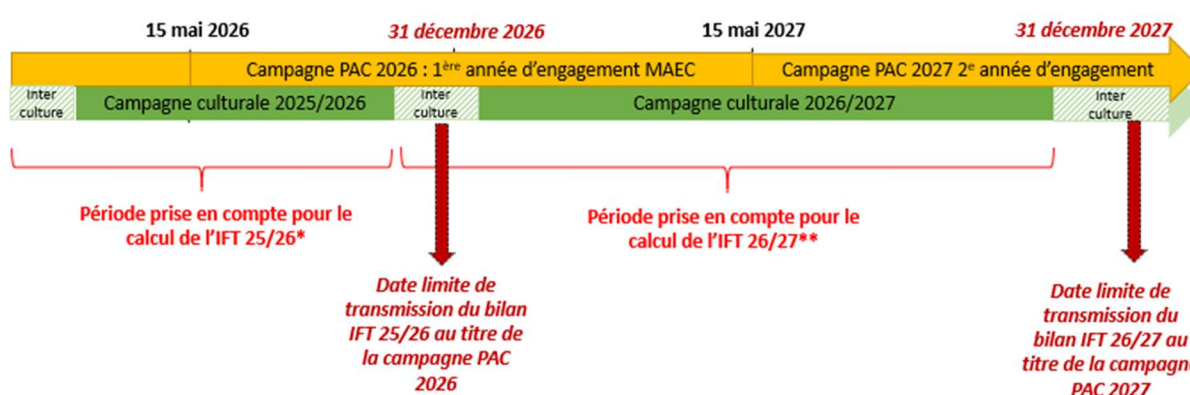 15 mai 2026
31 décembre 2026
15 mai 2027
31 décembre 2027
Campagne PAC 2026 : 1ère année d'engagement MAEC
Campagne PAC 2027 2e année d'engagement
Inter
culture
Campagne culturale 2025/2026
Inter
culture
Campagne culturale 2026/2027
Inter
culture
Période prise en compte pour le
calcul de l'IFT 25/26*
Période prise en compte pour le
calcul de l'IFT 26/27**
Date limite de
transmission du bilan
IFT 25/26 au titre de
la campagne PAC
2026
Date limite de
transmission du
bilan IFT 26/27 au
titre de la campagne
PAC 2027